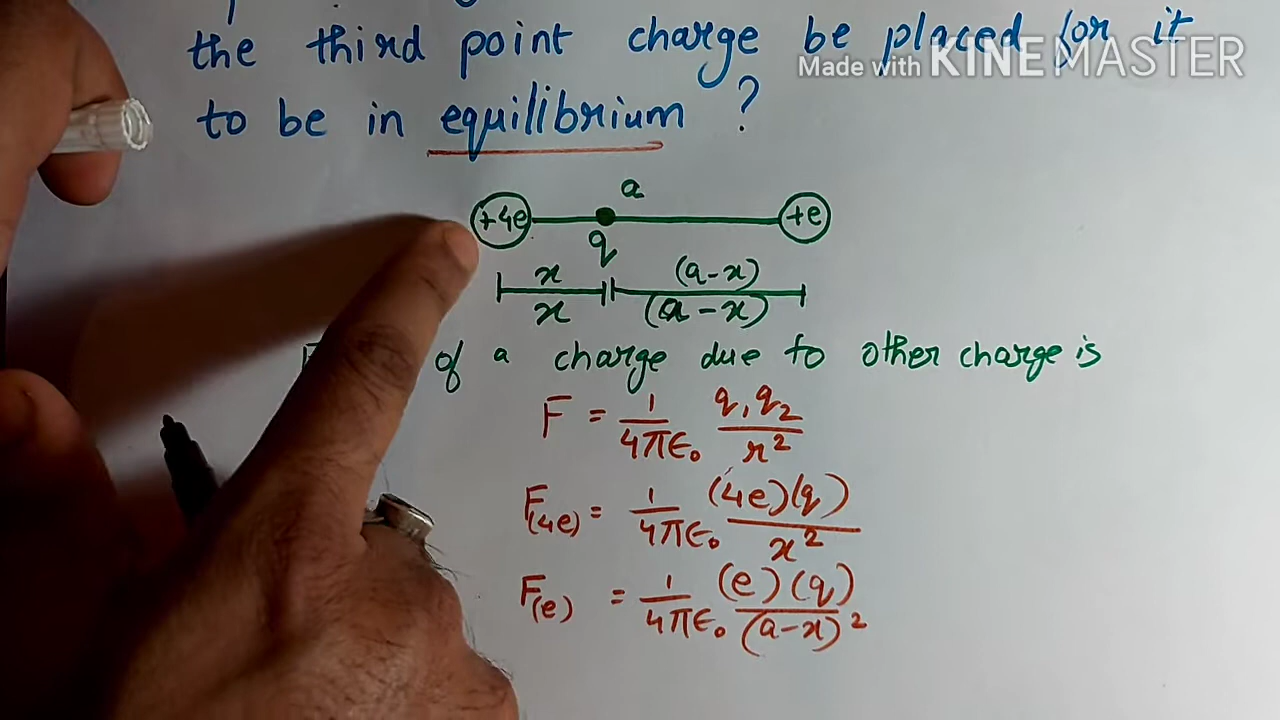 the third point charge be placed for it
Made with KINEMASTER
to be in equilibrium ?
a
+4e +e
q
x (a-x)
x (a-x)
of a charge due to other charge is
F = 1/4πϵ₀ q₁q₂/r²
F(4e) = 1/4πϵ₀ (4e)(q)/x²
F(e) = 1/4πϵ₀ (e)(q)/(a-x)²